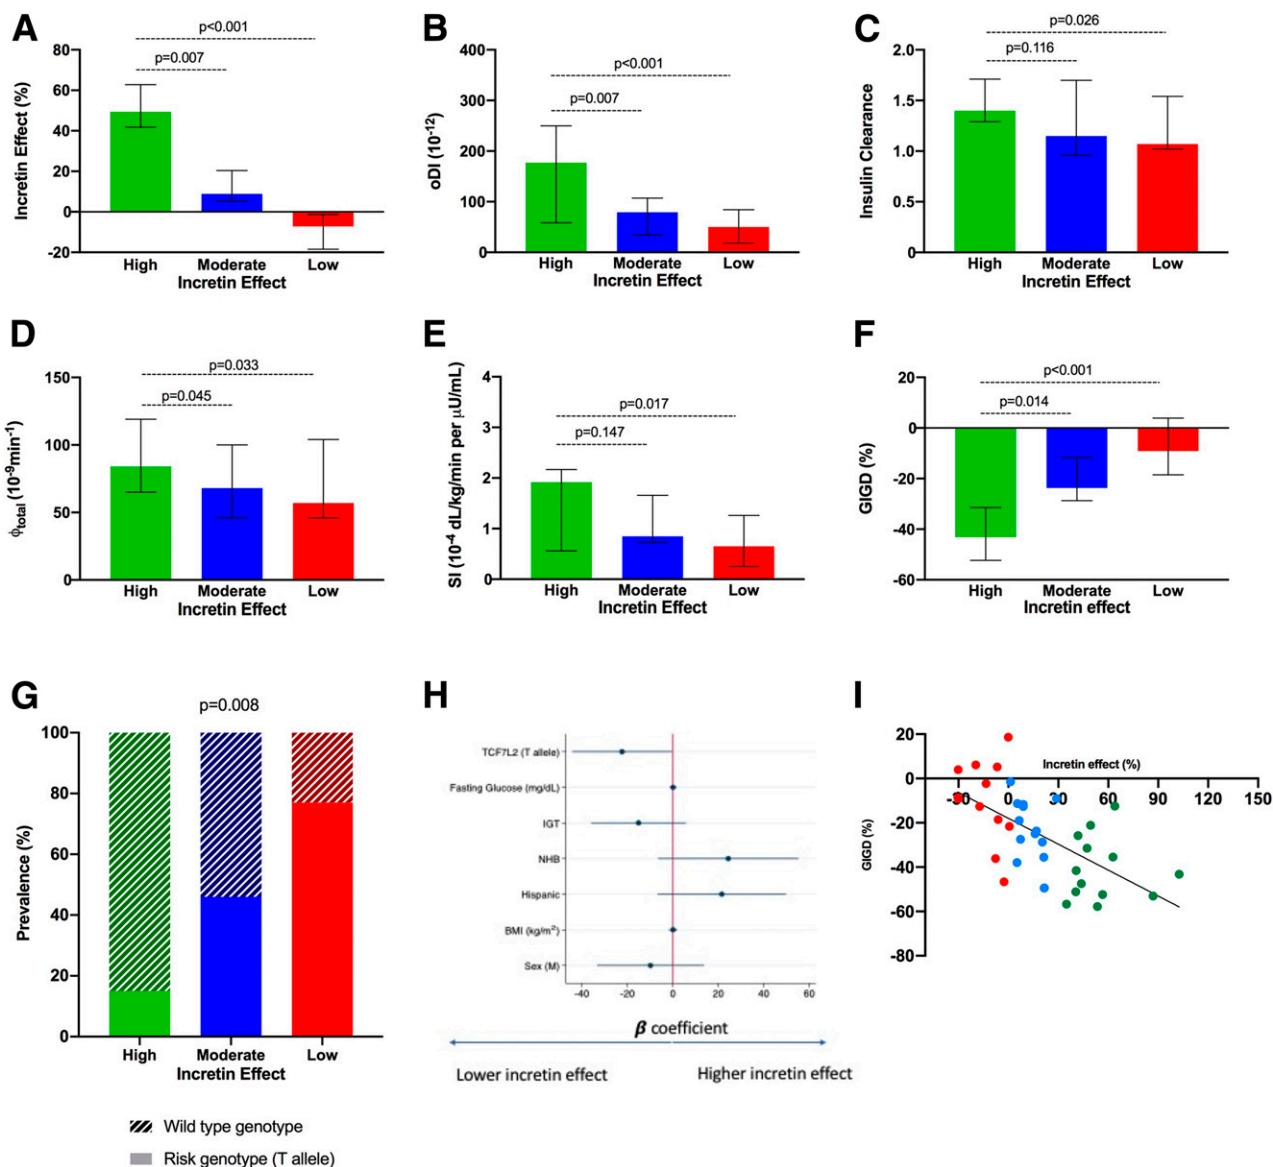 A
p<0.001
p=0.007
Incretin Effect (%)
80
60
40
20
0
-20
High Moderate Low
Incretin Effect
B
p<0.001
p=0.007
oDI (10-12)
400
300
200
100
0
High Moderate Low
Incretin Effect
C
p=0.026
p=0.116
Insulin Clearance
2.0
1.5
1.0
0.5
0
High Moderate Low
Incretin Effect
D
p=0.033
p=0.045
ϕtotal (10-9min-1)
150
100
50
0
High Moderate Low
Incretin Effect
E
p=0.017
p=0.147
SI (10-4 dL/kg/min per μU/mL)
4
3
2
1
0
High Moderate Low
Incretin Effect
F
p<0.001
p=0.014
GIGD (%)
20
0
-20
-40
-60
High Moderate Low
Incretin effect
G
p=0.008
Prevalence (%)
100
80
60
40
20
0
High Moderate Low
Incretin Effect
Wild type genotype
Risk genotype (T allele)
H
TCF7L2 (T allele)
Fasting Glucose (mg/dL)
IGT
NHB
Hispanic
BMI (kg/m2)
Sex (M)
-40 -20 0 20 40 60
β coefficient
Lower incretin effect Higher incretin effect
I
Incretin effect (%)
GIGD (%)
20
0
-20
-40
-60
-80
-30 0 30 60 90 120 150